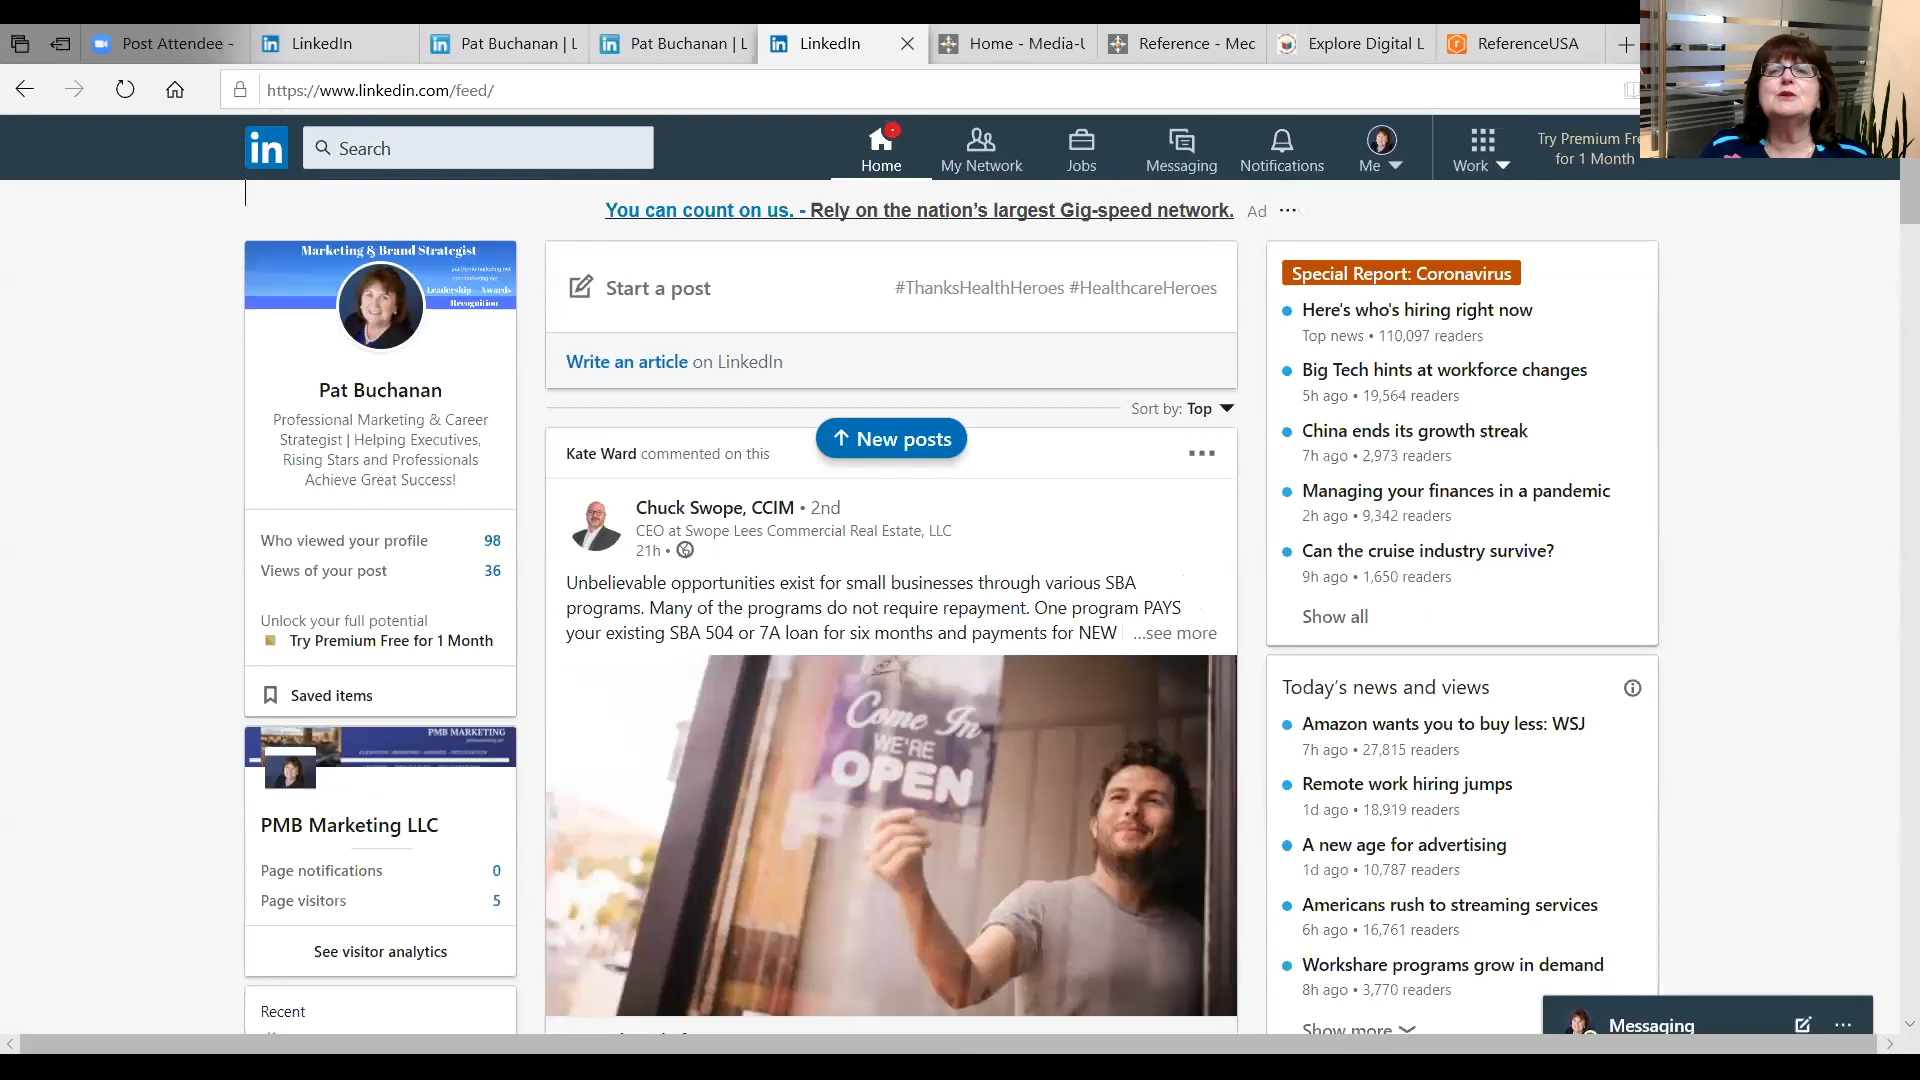 Post Attendee -
LinkedIn
Pat Buchanan | L
Pat Buchanan | L
LinkedIn
Home - Media-U
Reference - Mec
Explore Digital L
ReferenceUSA
https://www.linkedin.com/feed/
in
Search
Home
My Network
Jobs
Messaging
Notifications
Me
Work
Try Premium Fre
for 1 Month
You can count on us. - Rely on the nation's largest Gig-speed network. Ad
Marketing & Brand Strategist
Leadership - Awards
Recognition
Pat Buchanan
Professional Marketing & Career
Strategist | Helping Executives,
Rising Stars and Professionals
Achieve Great Success!
Who viewed your profile 98
Views of your post 36
Unlock your full potential
Try Premium Free for 1 Month
Saved items
PMB MARKETING
PMB Marketing LLC
Page notifications 0
Page visitors 5
See visitor analytics
Recent
Start a post
#ThanksHealthHeroes #HealthcareHeroes
Write an article on LinkedIn
Sort by: Top
New posts
Kate Ward commented on this
Chuck Swope, CCIM • 2nd
CEO at Swope Lees Commercial Real Estate, LLC
21h •
Unbelievable opportunities exist for small businesses through various SBA
programs. Many of the programs do not require repayment. One program PAYS
your existing SBA 504 or 7A loan for six months and payments for NEW ...see more
Come In
WE'RE
OPEN
Special Report: Coronavirus
Here's who's hiring right now
Top news • 110,097 readers
Big Tech hints at workforce changes
5h ago • 19,564 readers
China ends its growth streak
7h ago • 2,973 readers
Managing your finances in a pandemic
2h ago • 9,342 readers
Can the cruise industry survive?
9h ago • 1,650 readers
Show all
Today's news and views
Amazon wants you to buy less: WSJ
7h ago • 27,815 readers
Remote work hiring jumps
1d ago • 18,919 readers
A new age for advertising
1d ago • 10,787 readers
Americans rush to streaming services
6h ago • 16,761 readers
Workshare programs grow in demand
8h ago • 3,770 readers
Show more
Messaging